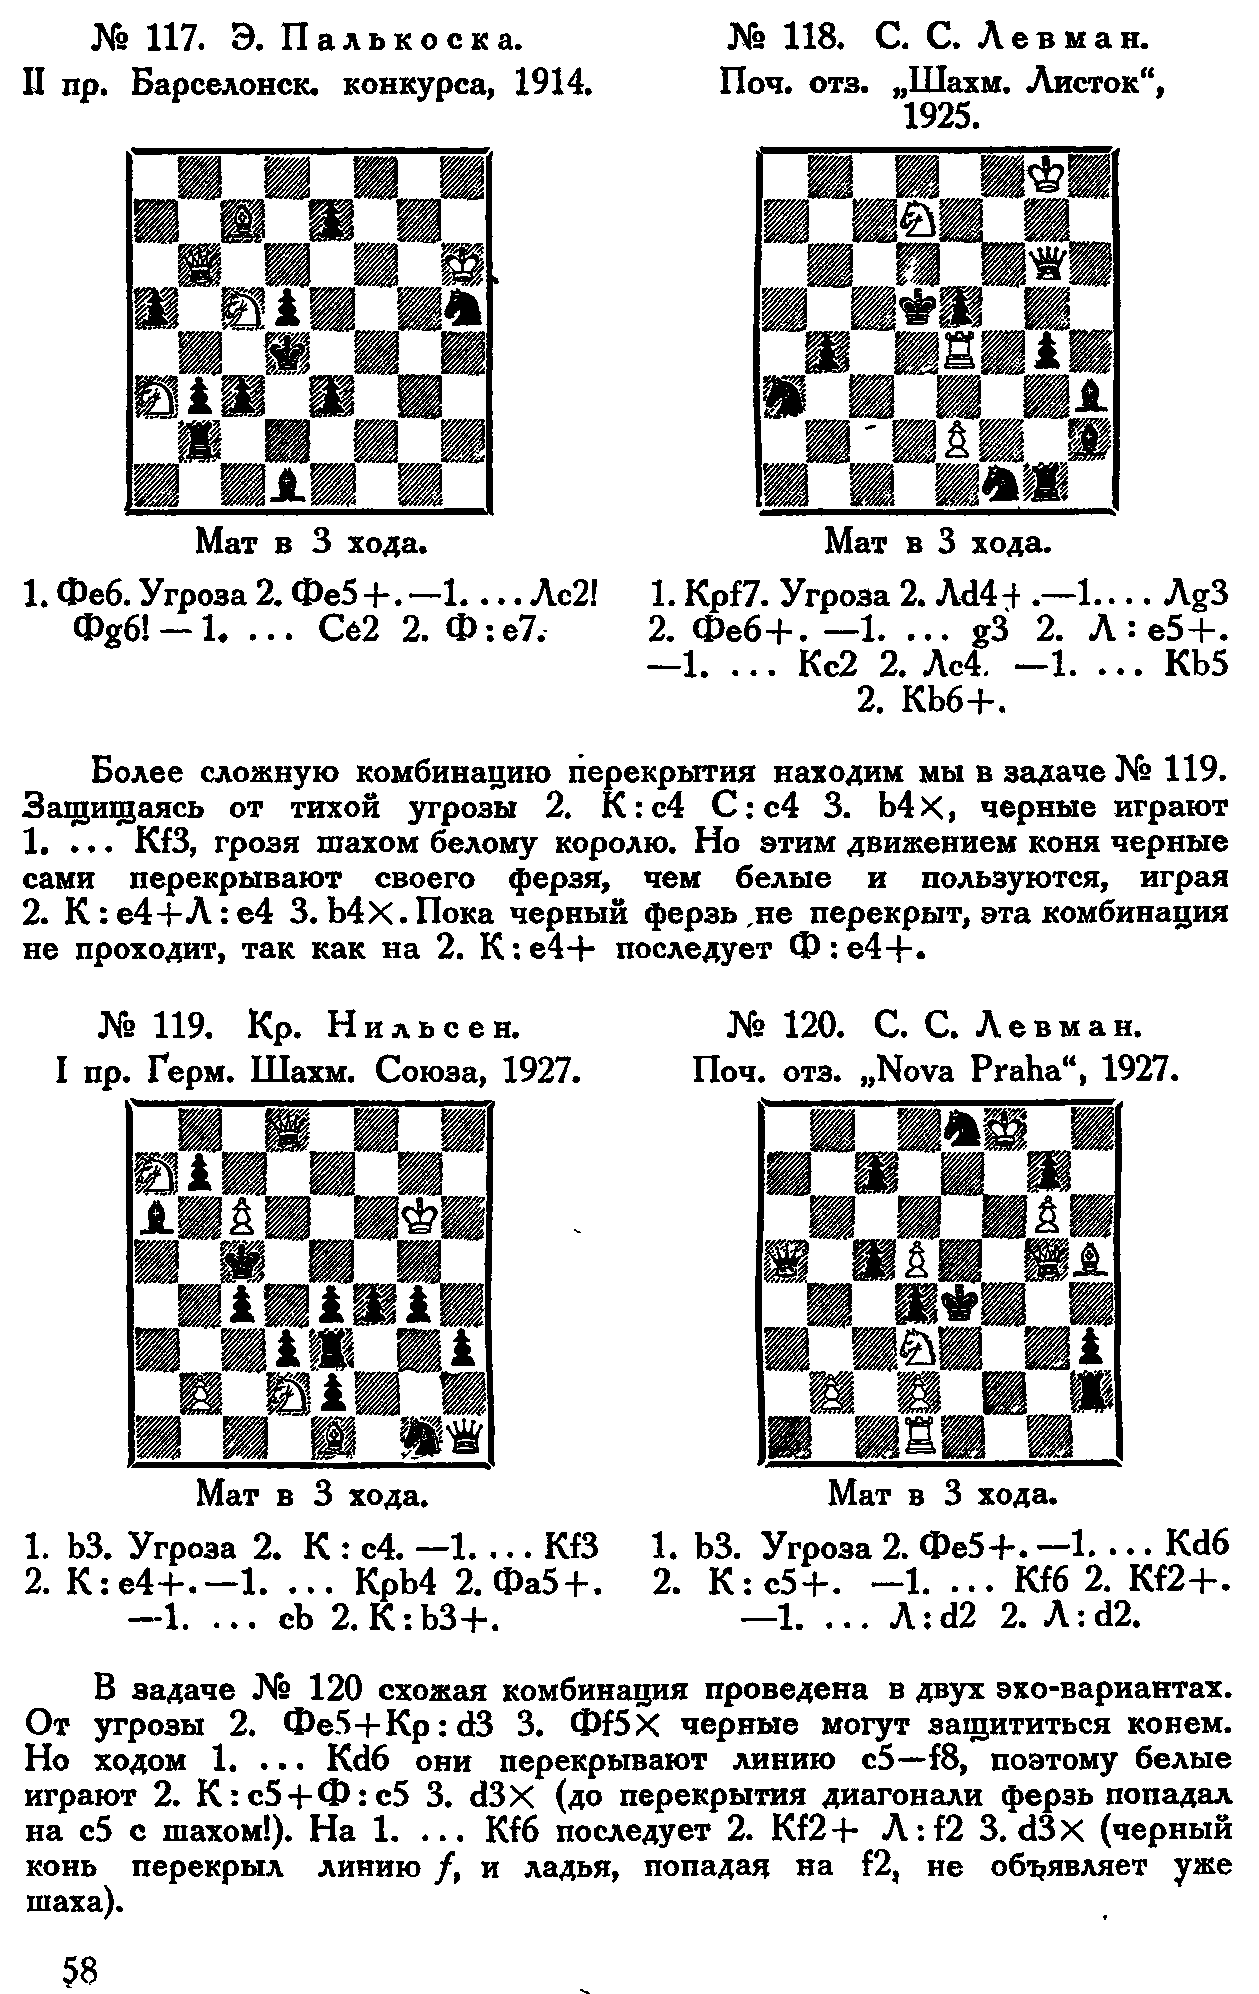 № 117. Э. Палькоска.
II пр. Барселонск. конкурса, 1914.
Мат в 3 хода.
1. Фe6. Угроза 2. Фe5+. —1. ... Лc2!
Фg6! — 1. ... Сe2 2. Ф:e7.
№ 118. С. С. Левман.
Поч. отз. „Шахм. Листок“,
1925.
Мат в 3 хода.
1. Крf7. Угроза 2. Лd4+. —1.... Лg3
2. Фe6+. —1. ... g3 2. Л:e5+.
—1. ... Кc2 2. Лc4. —1. ... Кb5
2. Кb6+.
Более сложную комбинацию перекрытия находим мы в задаче № 119.
Защищаясь от тихой угрозы 2. К:c4 С:c4 3. b4×, черные играют
1. ... Кf3, грозя шахом белому королю. Но этим движением коня черные
сами перекрывают своего ферзя, чем белые и пользуются, играя
2. К:e4+Л:e4 3. b4×. Пока черный ферзь не перекрыт, эта комбинация
не проходит, так как на 2. К:e4+ последует Ф:e4+.
№ 119. Кр. Нильсен.
I пр. Герм. Шахм. Союза, 1927.
Мат в 3 хода.
1. b3. Угроза 2. К:c4. —1. ... Кf3
2. К:e4+.—1. ... Крb4 2. Фa5+.
—1. ... cb 2. К:b3+.
№ 120. С. С. Левман.
Поч. отз. „Nova Praha“, 1927.
Мат в 3 хода.
1. b3. Угроза 2. Фe5+.—1. ... Кd6
2. К:c5+. —1. ... Кf6 2. Кf2+.
—1. ... Л:d2 2. Л:d2.
В задаче № 120 схожая комбинация проведена в двух эхо-вариантах.
От угрозы 2. Фe5+Кр:d3 3. Фf5× черные могут защититься конем.
Но ходом 1. ... Кd6 они перекрывают линию c5—f8, поэтому белые
играют 2. К:c5+Ф:c5 3. d3× (до перекрытия диагонали ферзь попадал
на c5 с шахом!). На 1. ... Кf6 последует 2. Кf2+ Л:f2 3. d3× (черный
конь перекрыл линию f, и ладья, попадая на f2, не объявляет уже
шаха).
58